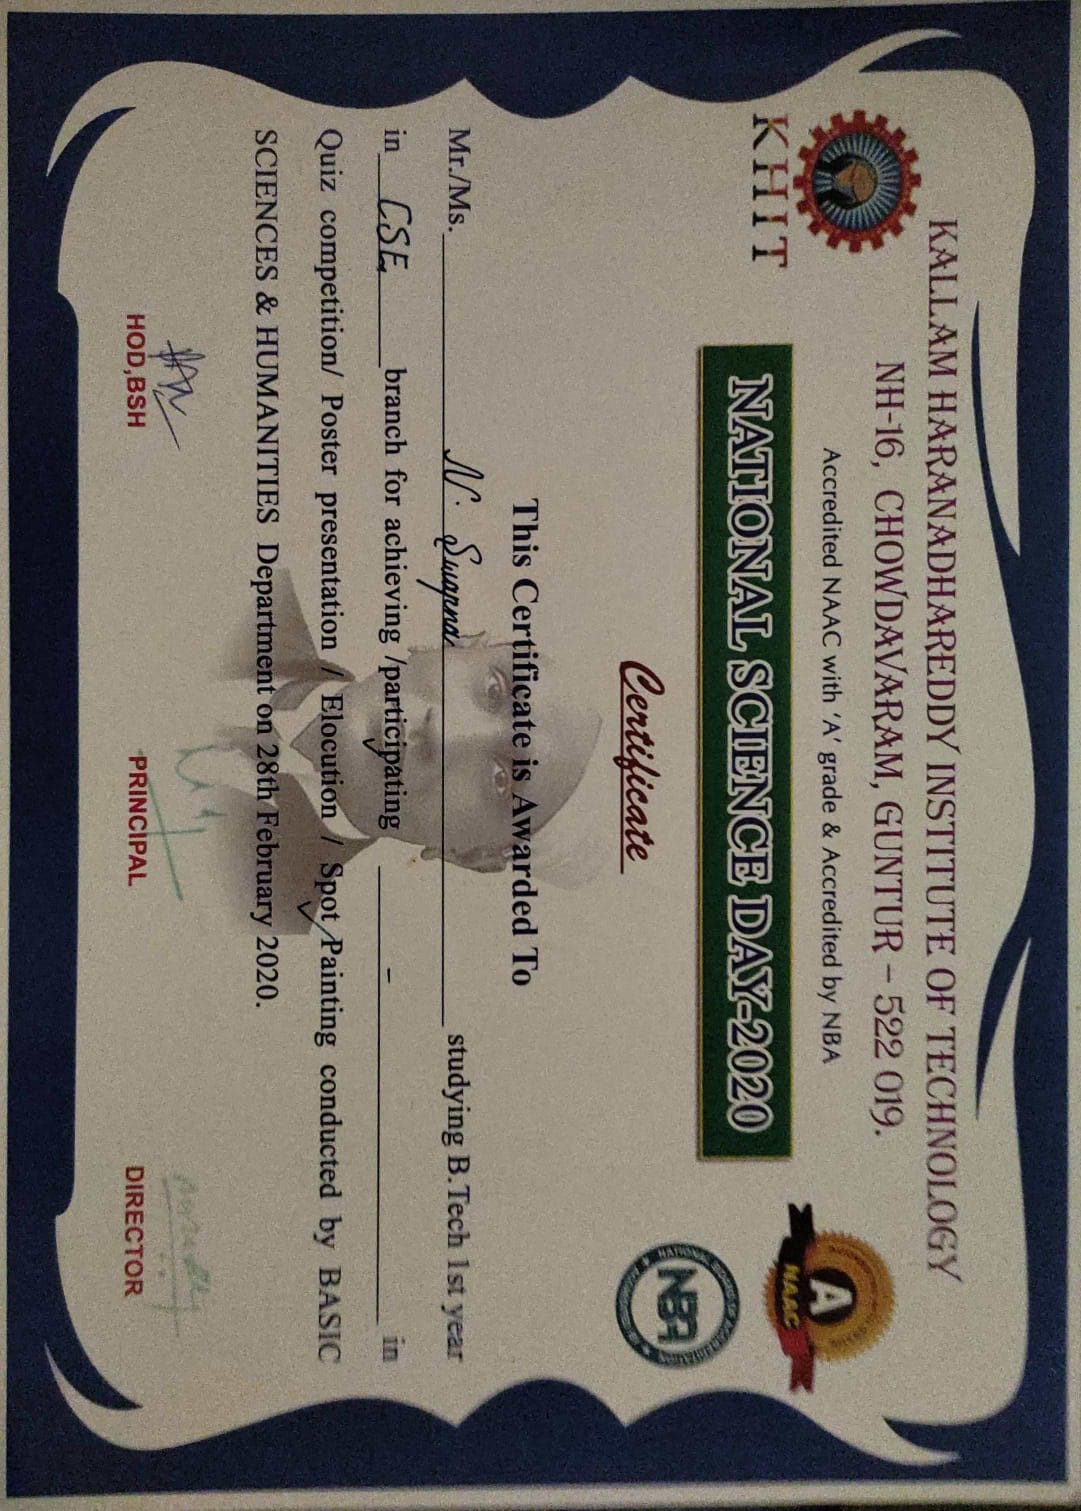 KALLAM HARANADHAREDDY INSTITUTE OF TECHNOLOGY
NH-16, CHOWDAVARAM, GUNTUR – 522 019.
Accredited NAAC with 'A' grade & Accredited by NBA
KHIT
A
NAAC
NATIONAL SCIENCE DAY-2020
NBA
Certificate
This Certificate is Awarded To
Mr./Ms. N. Swapna studying B.Tech 1st year
in CSE branch for achieving /participating – in
Quiz competition/ Poster presentation / Elocution / Spot Painting conducted by BASIC
SCIENCES & HUMANITIES Department on 28th February 2020.
HOD,BSH PRINCIPAL DIRECTOR